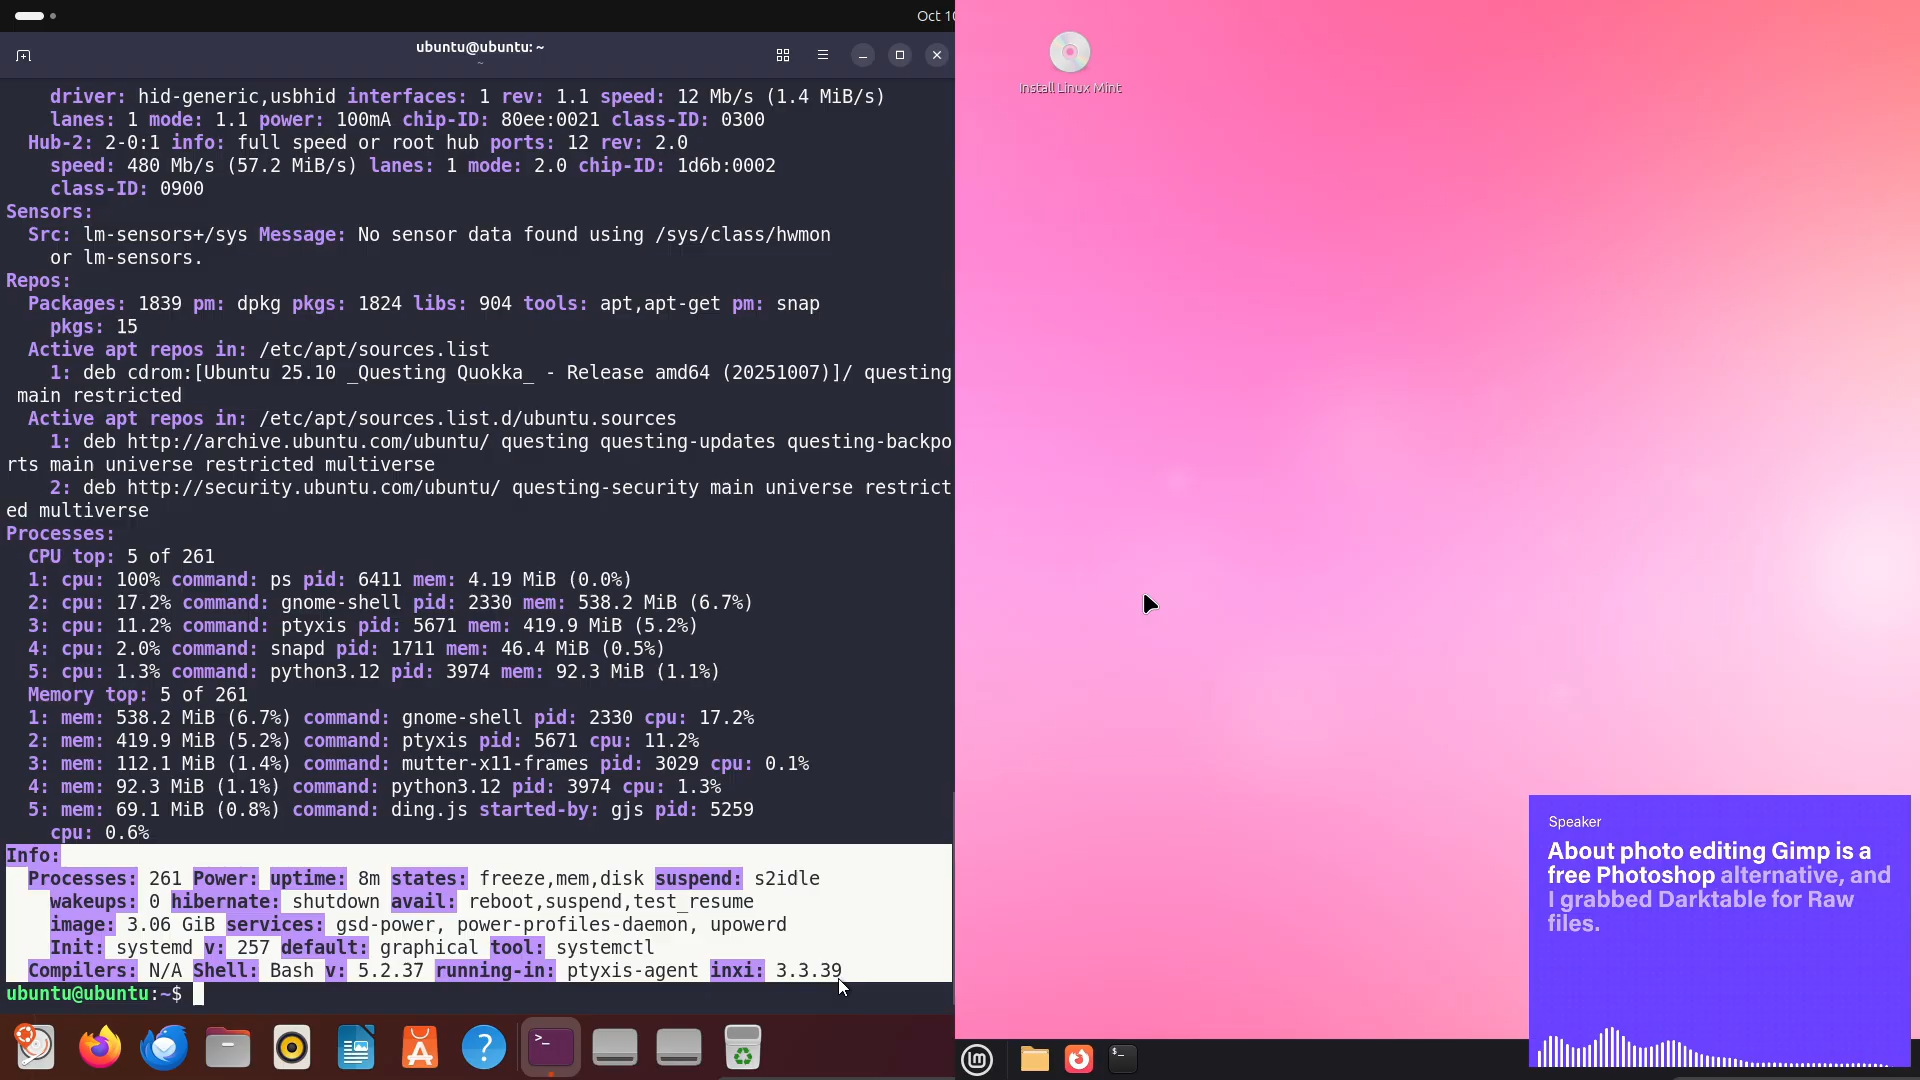 Oct 10
ubuntu@ubuntu: ~
~
driver: hid-generic,usbhid interfaces: 1 rev: 1.1 speed: 12 Mb/s (1.4 MiB/s)
lanes: 1 mode: 1.1 power: 100mA chip-ID: 80ee:0021 class-ID: 0300
Hub-2: 2-0:1 info: full speed or root hub ports: 12 rev: 2.0
speed: 480 Mb/s (57.2 MiB/s) lanes: 1 mode: 2.0 chip-ID: 1d6b:0002
class-ID: 0900
Sensors:
Src: lm-sensors+/sys Message: No sensor data found using /sys/class/hwmon
or lm-sensors.
Repos:
Packages: 1839 pm: dpkg pkgs: 1824 libs: 904 tools: apt,apt-get pm: snap
pkgs: 15
Active apt repos in: /etc/apt/sources.list
1: deb cdrom:[Ubuntu 25.10 _Questing Quokka_ - Release amd64 (20251007)]/ questing
main restricted
Active apt repos in: /etc/apt/sources.list.d/ubuntu.sources
1: deb http://archive.ubuntu.com/ubuntu/ questing questing-updates questing-backpo
rts main universe restricted multiverse
2: deb http://security.ubuntu.com/ubuntu/ questing-security main universe restrict
ed multiverse
Processes:
CPU top: 5 of 261
1: cpu: 100% command: ps pid: 6411 mem: 4.19 MiB (0.0%)
2: cpu: 17.2% command: gnome-shell pid: 2330 mem: 538.2 MiB (6.7%)
3: cpu: 11.2% command: ptyxis pid: 5671 mem: 419.9 MiB (5.2%)
4: cpu: 2.0% command: snapd pid: 1711 mem: 46.4 MiB (0.5%)
5: cpu: 1.3% command: python3.12 pid: 3974 mem: 92.3 MiB (1.1%)
Memory top: 5 of 261
1: mem: 538.2 MiB (6.7%) command: gnome-shell pid: 2330 cpu: 17.2%
2: mem: 419.9 MiB (5.2%) command: ptyxis pid: 5671 cpu: 11.2%
3: mem: 112.1 MiB (1.4%) command: mutter-x11-frames pid: 3029 cpu: 0.1%
4: mem: 92.3 MiB (1.1%) command: python3.12 pid: 3974 cpu: 1.3%
5: mem: 69.1 MiB (0.8%) command: ding.js started-by: gjs pid: 5259
cpu: 0.6%
Info:
Processes: 261 Power: uptime: 8m states: freeze,mem,disk suspend: s2idle
wakeups: 0 hibernate: shutdown avail: reboot,suspend,test_resume
image: 3.06 GiB services: gsd-power, power-profiles-daemon, upowerd
Init: systemd v: 257 default: graphical tool: systemctl
Compilers: N/A Shell: Bash v: 5.2.37 running-in: ptyxis-agent inxi: 3.3.39
ubuntu@ubuntu:~$
Install Linux Mint
Speaker
About photo editing Gimp is a
free Photoshop alternative, and
I grabbed Darktable for Raw
files.